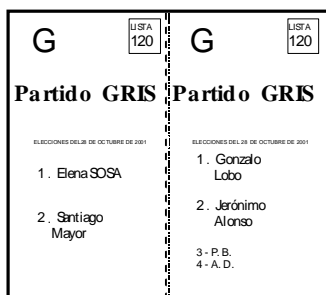 G
LISTA
120
Partido GRIS
ELECCIONES DEL 28 DE OCTUBRE DE 2001
1. Elena SOSA
2. Santiago
Mayor
G
LISTA
120
Partido GRIS
ELECCIONES DEL 28 DE OCTUBRE DE 2001
1. Gonzalo
Lobo
2. Jerónimo
Alonso
3 - P. B.
4 - A. D.